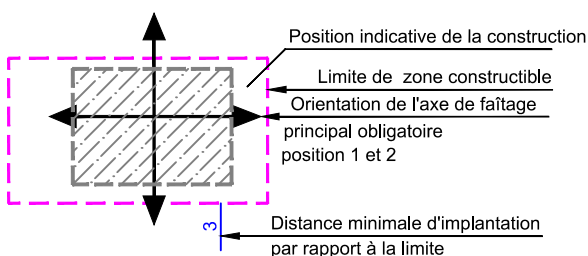 Position indicative de la construction
Limite de zone constructible
Orientation de l'axe de faîtage
principal obligatoire
position 1 et 2
3
Distance minimale d'implantation
par rapport à la limite